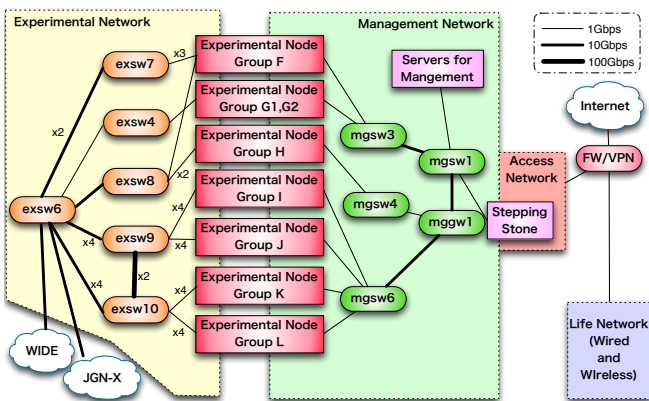 Experimental Network
Management Network
1Gbps
10Gbps
100Gbps
exsw7
x3
Experimental Node
Group F
Servers for
Mangement
Internet
x2
exsw4
Experimental Node
Group G1,G2
mgsw3
mgsw1
Access
Network
FW/VPN
exsw8
x2
Experimental Node
Group H
exsw6
x4
Experimental Node
Group I
mgsw4
mggw1
Stepping
Stone
x4
exsw9
x4
Experimental Node
Group J
x4
x2
Experimental Node
Group K
mgsw6
exsw10
x4
x4
Experimental Node
Group L
WIDE
JGN-X
Life Network
(Wired
and
WIreless)